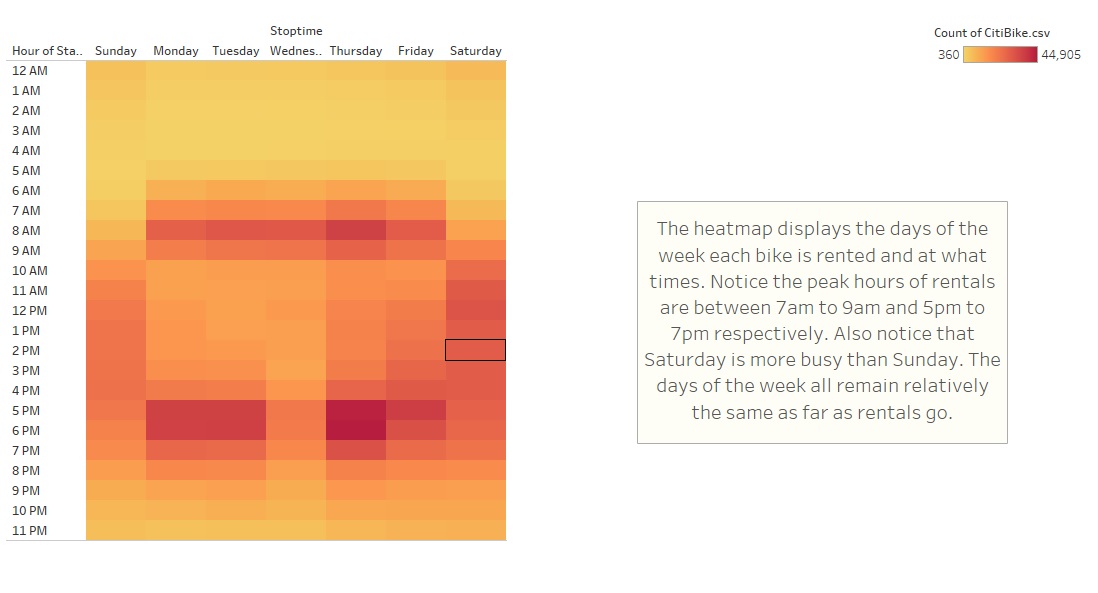 Stoptime
Hour of Sta.. Sunday Monday Tuesday Wednes.. Thursday Friday Saturday
12 AM
1 AM
2 AM
3 AM
4 AM
5 AM
6 AM
7 AM
8 AM
9 AM
10 AM
11 AM
12 PM
1 PM
2 PM
3 PM
4 PM
5 PM
6 PM
7 PM
8 PM
9 PM
10 PM
11 PM
Count of CitiBike.csv
360 44,905
The heatmap displays the days of the
week each bike is rented and at what
times. Notice the peak hours of rentals
are between 7am to 9am and 5pm to
7pm respectively. Also notice that
Saturday is more busy than Sunday. The
days of the week all remain relatively
the same as far as rentals go.